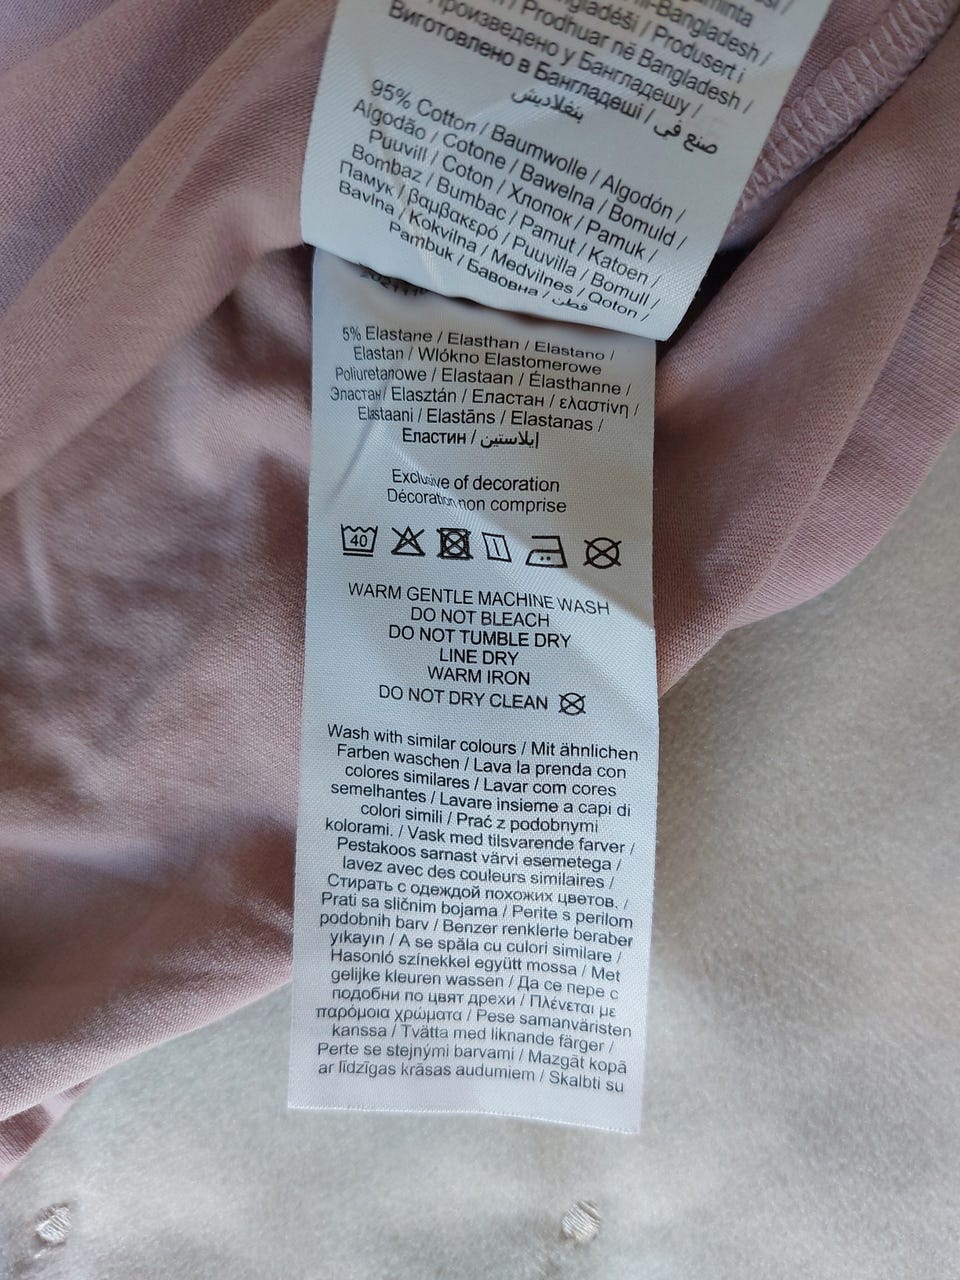 Bangladesh /
Bangladéši / Produsert i
/ Prodhuar në Bangladesh /
Произведено у Бангладешу /
Виготовлено в Бангладеші / صنع في
بنغلاديش
95% Cotton / Baumwolle / Algodón /
Algodão / Cotone / Bawełna / Bomuld /
Puuvill / Coton / Хлопок / Pamuk /
Bombaz / Bumbac / Pamut / Katoen /
Памук / βαμβακερό / Puuvilla / Bomull /
Bavlna / Kokvilna / Medvilnes / Qoton /
Pambuk / Бавовна / قطن
5% Elastane / Elasthan / Elastano /
Elastan / Włókno Elastomerowe
Poliuretanowe / Elastaan / Élasthanne /
Эластан / Elasztán / Еластан / ελαστίνη /
Elastaani / Elastāns / Elastanas /
Еластин / إيلاستين
Exclusive of decoration
Décoration non comprise
40
WARM GENTLE MACHINE WASH
DO NOT BLEACH
DO NOT TUMBLE DRY
LINE DRY
WARM IRON
DO NOT DRY CLEAN
Wash with similar colours / Mit ähnlichen
Farben waschen / Lava la prenda con
colores similares / Lavar com cores
semelhantes / Lavare insieme a capi di
colori simili / Prać z podobnymi
kolorami. / Vask med tilsvarende farver /
Pestakoos sarnast värvi esemetega /
lavez avec des couleurs similaires /
Стирать с одеждой похожих цветов. /
Prati sa sličnim bojama / Perite s perilom
podobnih barv / Benzer renklerle beraber
yıkayın / A se spăla cu culori similare /
Hasonló színekkel együtt mossa / Met
gelijke kleuren wassen / Да се пере с
подобни по цвят дрехи / Πλένεται με
παρόμοια χρώματα / Pese samanväristen
kanssa / Tvätta med liknande färger /
Perte se stejnými barvami / Mazgāt kopā
ar līdzīgas krāsas audumiem / Skalbti su